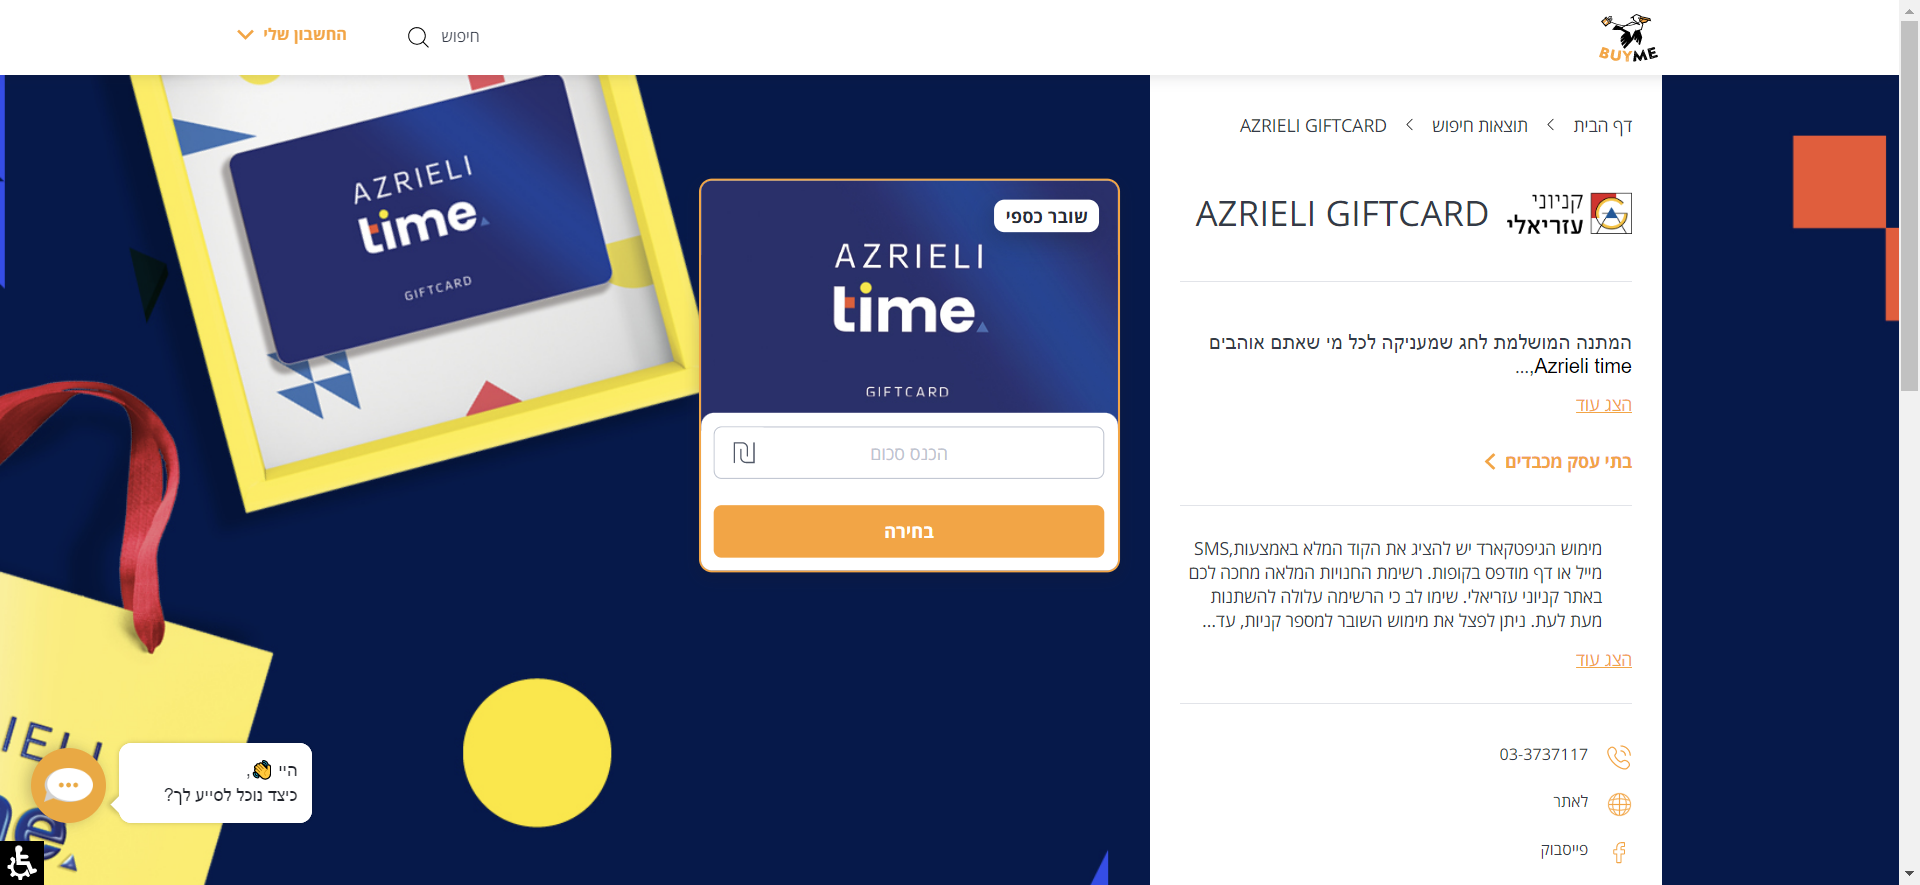 BUYME
חיפוש
החשבון שלי
דף הבית
תוצאות חיפוש
AZRIELI GIFTCARD
קניוני
עזריאלי
AZRIELI GIFTCARD
המתנה המושלמת לחג שמעניקה לכל מי שאתם אוהבים
Azrieli time,...
הצג עוד
בתי עסק מכבדים
מימוש הגיפטקארד יש להציג את הקוד המלא באמצעות,SMS
מייל או דף מודפס בקופות. רשימת החנויות המלאה מחכה לכם
באתר קניוני עזריאלי. שימו לב כי הרשימה עלולה להשתנות
מעת לעת. ניתן לפצל את מימוש השובר למספר קניות, עד...
הצג עוד
03-3737117
לאתר
פייסבוק
שובר כספי
AZRIELI
time
GIFTCARD
הכנס סכום
₪
בחירה
AZRIELI
time
GIFTCARD
היי 👋,
כיצד נוכל לסייע לך?